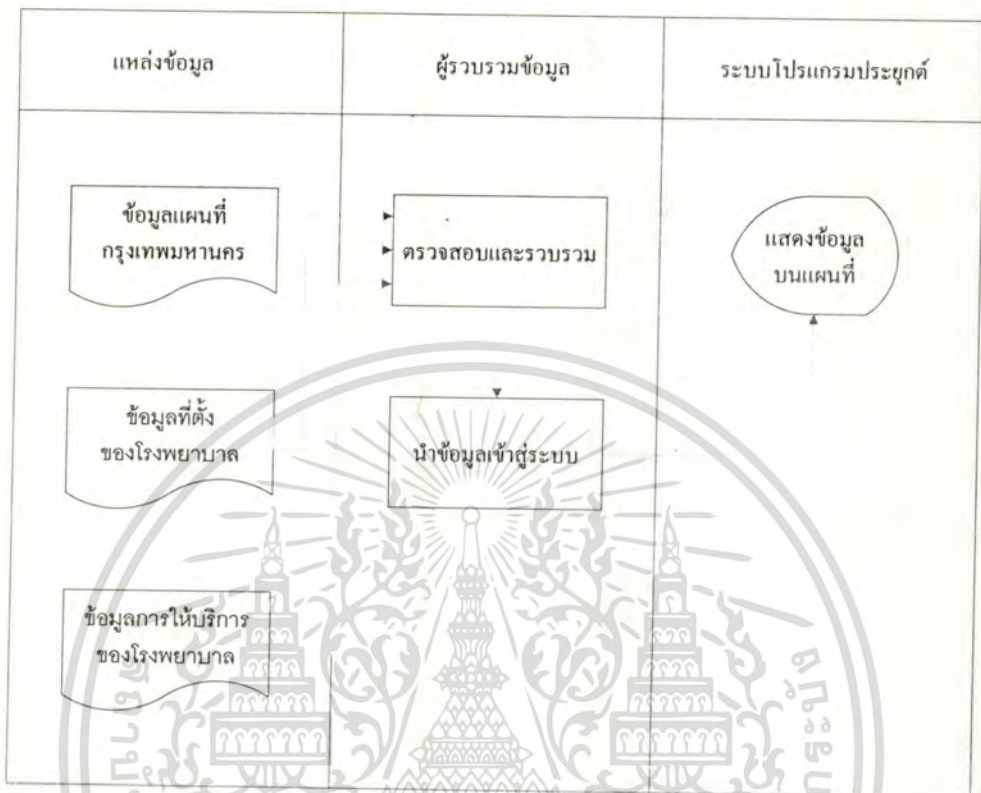 แหล่งข้อมูล
ผู้รวบรวมข้อมูล
ระบบโปรแกรมประยุกต์
ข้อมูลแผนที่
กรุงเทพมหานคร
ตรวจสอบและรวบรวม
แสดงข้อมูล
บนแผนที่
ข้อมูลที่ตั้ง
ของโรงพยาบาล
นำข้อมูลเข้าสู่ระบบ
ข้อมูลการให้บริการ
ของโรงพยาบาล